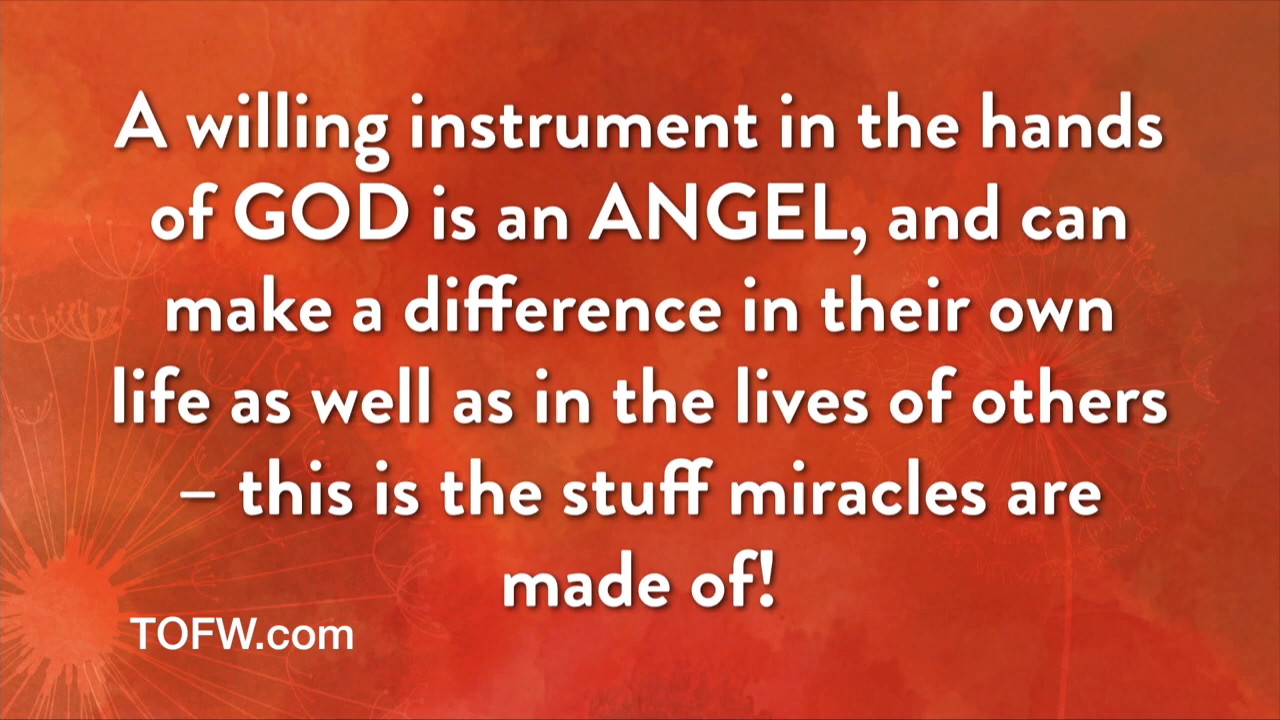 A willing instrument in the hands
of GOD is an ANGEL, and can
make a difference in their own
life as well as in the lives of others
– this is the stuff miracles are
made of!
TOFW.com